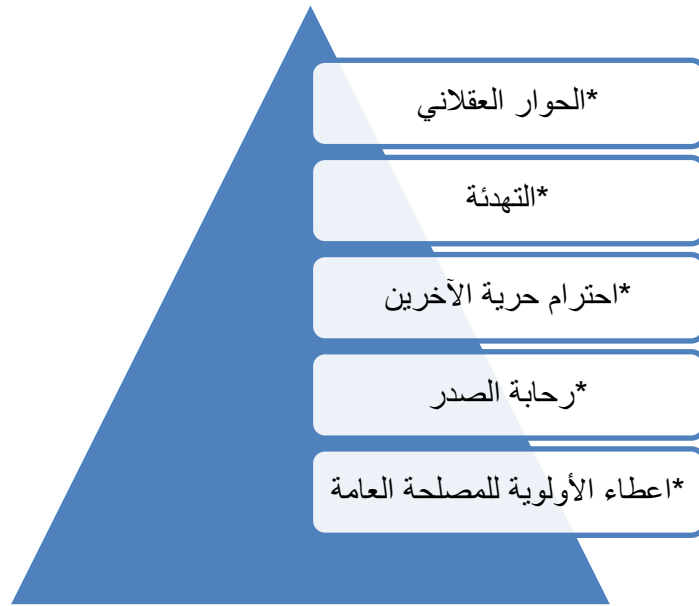 *الحوار العقلاني
*التهدئة
*احترام حرية الآخرين
*رحابة الصدر
*اعطاء الأولوية للمصلحة العامة